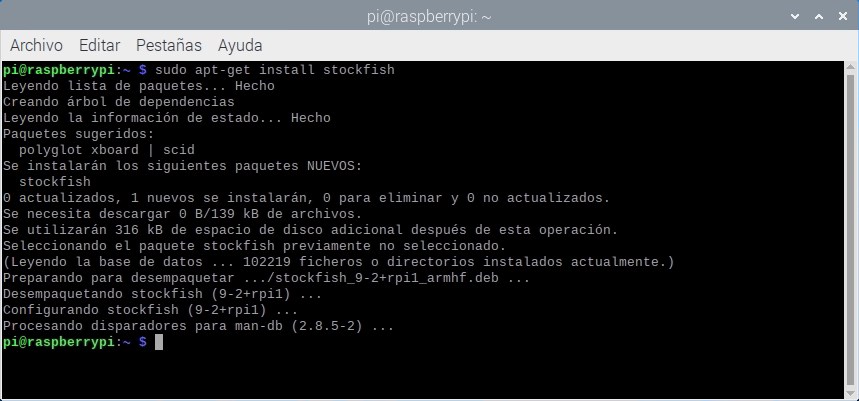 pi@raspberrypi: ~
Archivo Editar Pestañas Ayuda
pi@raspberrypi:~ $ sudo apt-get install stockfish
Leyendo lista de paquetes... Hecho
Creando árbol de dependencias
Leyendo la información de estado... Hecho
Paquetes sugeridos:
  polyglot xboard | scid
Se instalarán los siguientes paquetes NUEVOS:
  stockfish
0 actualizados, 1 nuevos se instalarán, 0 para eliminar y 0 no actualizados.
Se necesita descargar 0 B/139 kB de archivos.
Se utilizarán 316 kB de espacio de disco adicional después de esta operación.
Seleccionando el paquete stockfish previamente no seleccionado.
(Leyendo la base de datos ... 102219 ficheros o directorios instalados actualmente.)
Preparando para desempaquetar .../stockfish_9-2+rpi1_armhf.deb ...
Desempaquetando stockfish (9-2+rpi1) ...
Configurando stockfish (9-2+rpi1) ...
Procesando disparadores para man-db (2.8.5-2) ...
pi@raspberrypi:~ $